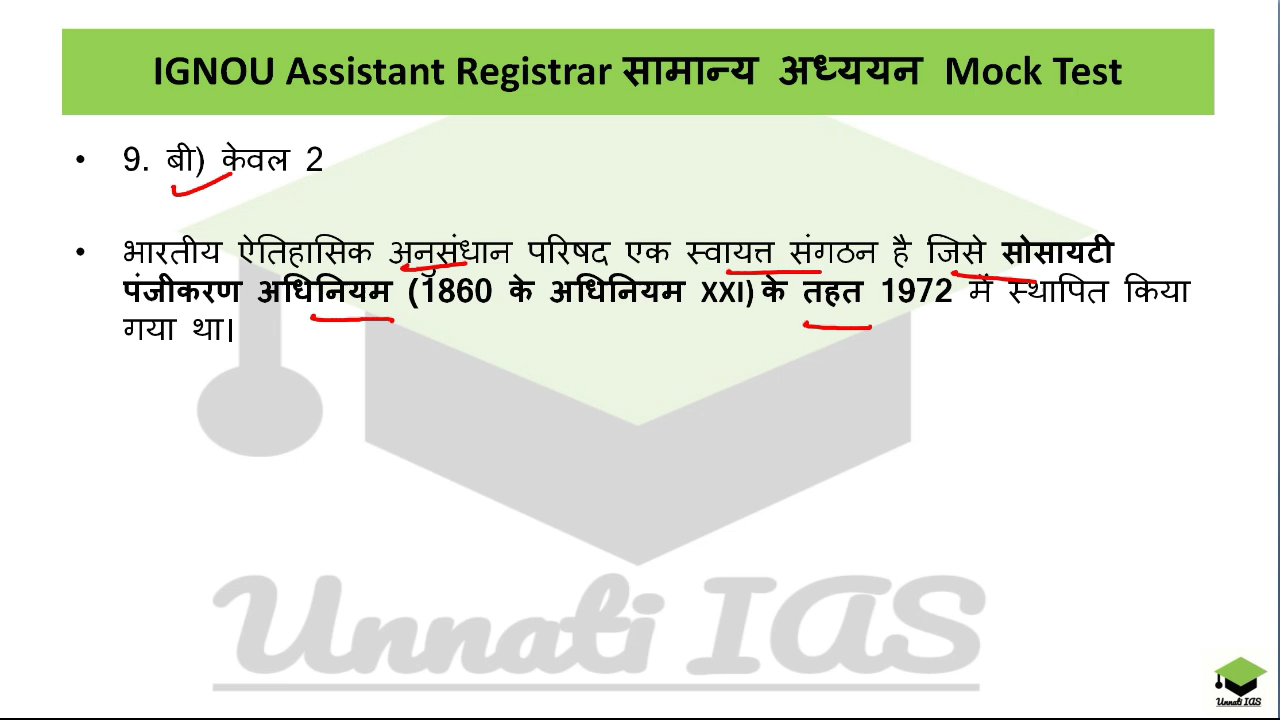 IGNOU Assistant Registrar सामान्य अध्ययन Mock Test
• 9. बी) केवल 2
• भारतीय ऐतिहासिक अनुसंधान परिषद एक स्वायत्त संगठन है जिसे सोसायटी
पंजीकरण अधिनियम (1860 के अधिनियम XXI) के तहत 1972 में स्थापित किया
गया था।
Unnati IAS
Unnati IAS